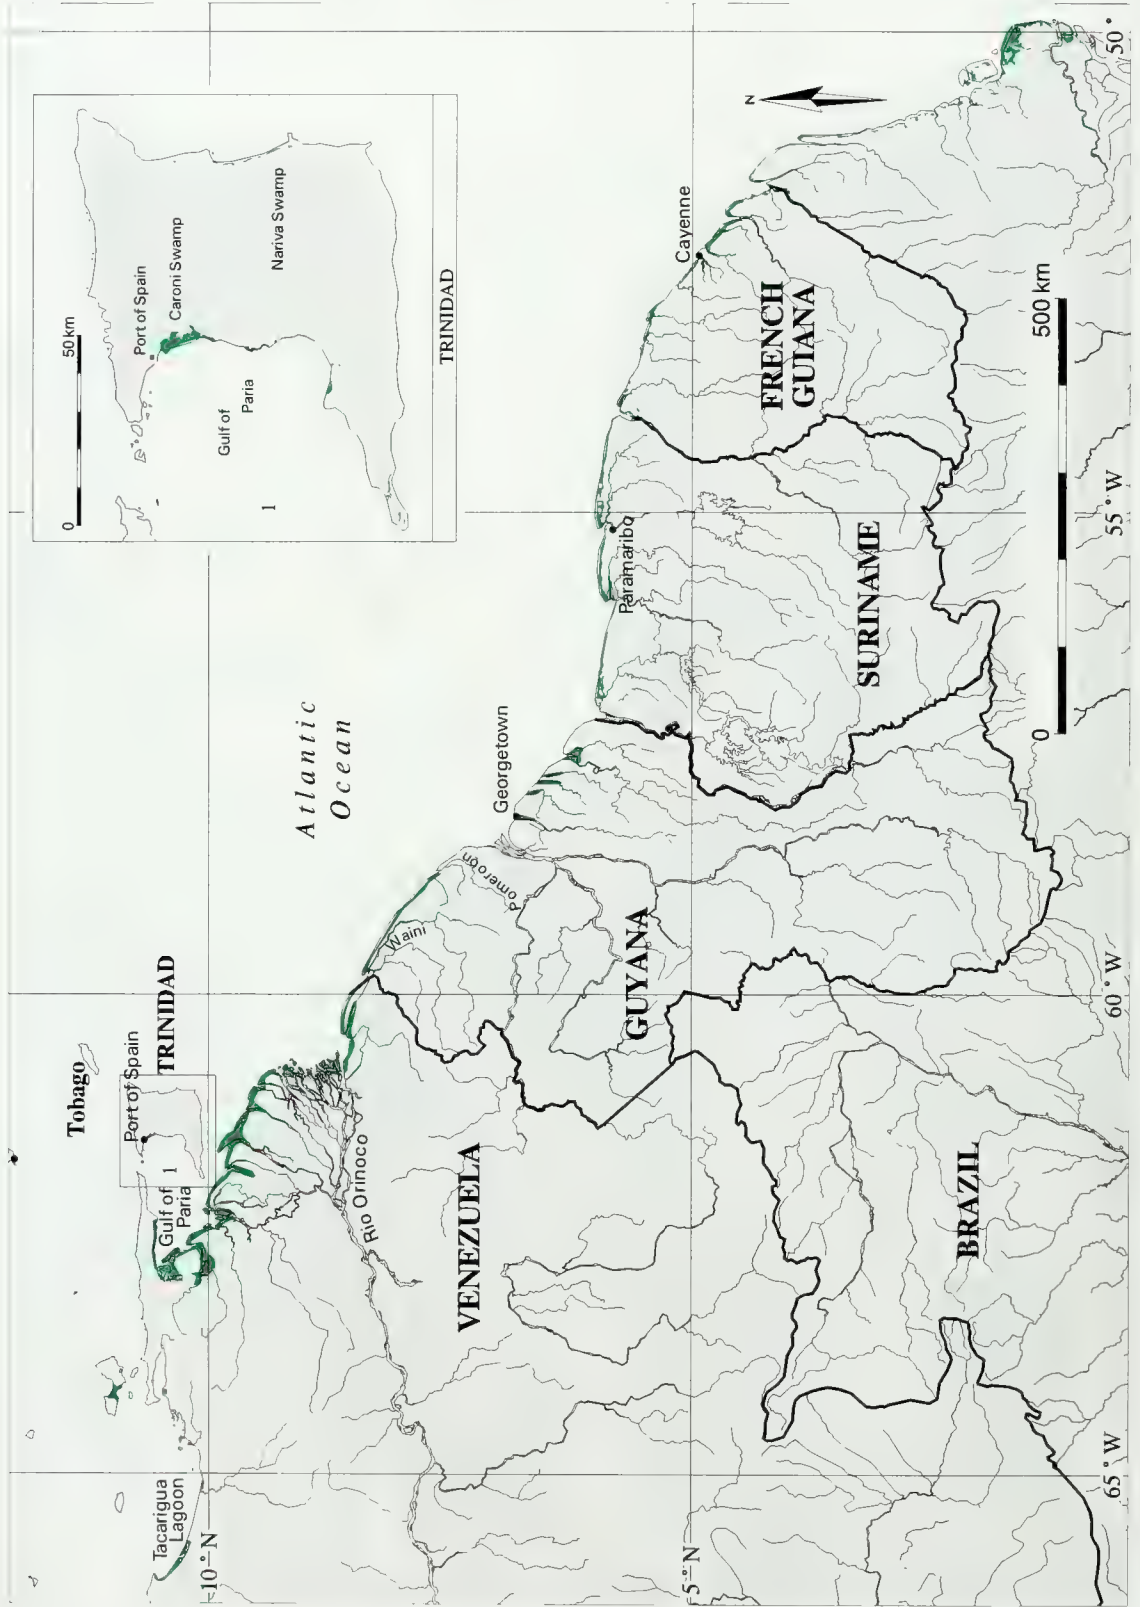 Tacarigua
Lagoon
10° N
5° N
65° W
60° W
55° W
50°
Tobago
Port of Spain
TRINIDAD
Gulf of
Paria
1
Rio Orinoco
VENEZUELA
BRAZIL
GUYANA
Waini
Pomeroon
Georgetown
Atlantic
Ocean
SURINAME
Paramaribo
FRENCH
GUIANA
Cayenne
N
0
500 km
0
50 km
Port of Spain
Caroni Swamp
Nariva Swamp
Gulf of
Paria
1
TRINIDAD